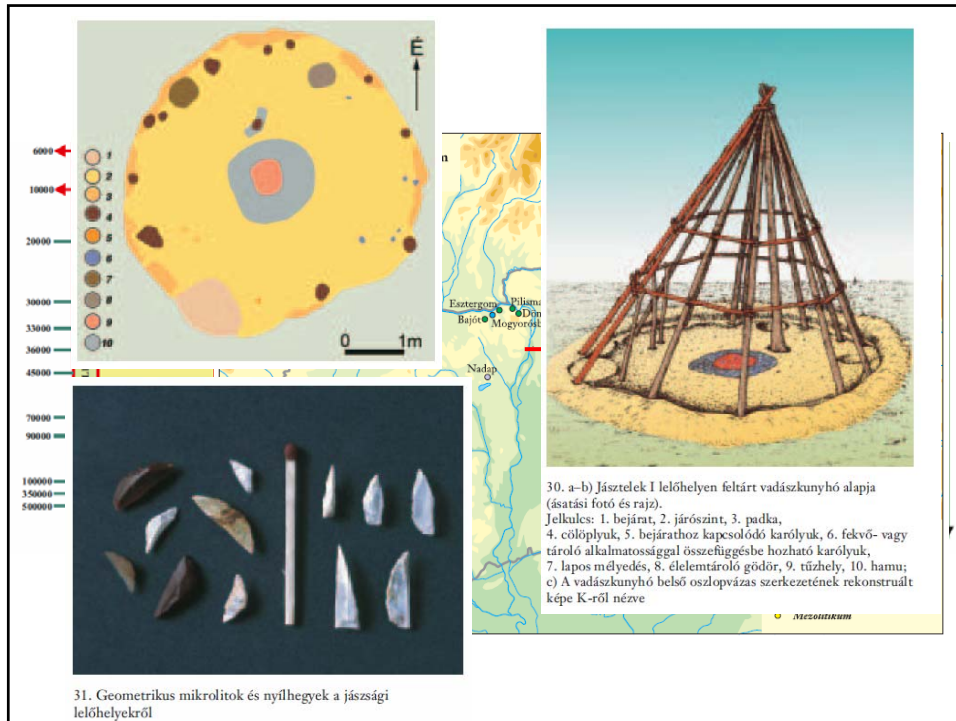 É
6000
10000
20000
30000
33000
36000
45000
70000
90000
100000
350000
500000
1
2
3
4
5
6
7
8
9
10
0 1m
Esztergom
Bajót
Nadap
30. a–b) Jásztelek I lelőhelyen feltárt vadászkunyhó alapja
(ásatási fotó és rajz).
Jelkulcs: 1. bejárat, 2. járószint, 3. padka,
4. cölöplyuk, 5. bejárathoz kapcsolódó karólyuk, 6. fekvő- vagy
tároló alkalmatossággal összefüggésbe hozható karólyuk,
7. lapos mélyedés, 8. élelemtároló gödör, 9. tűzhely, 10. hamu;
c) A vadászkunyhó belső oszlopvázas szerkezetének rekonstruált
képe K-ről nézve
Mezolitikum
31. Geometrikus mikrolitok és nyílhegyek a jászsági
lelőhelyekről